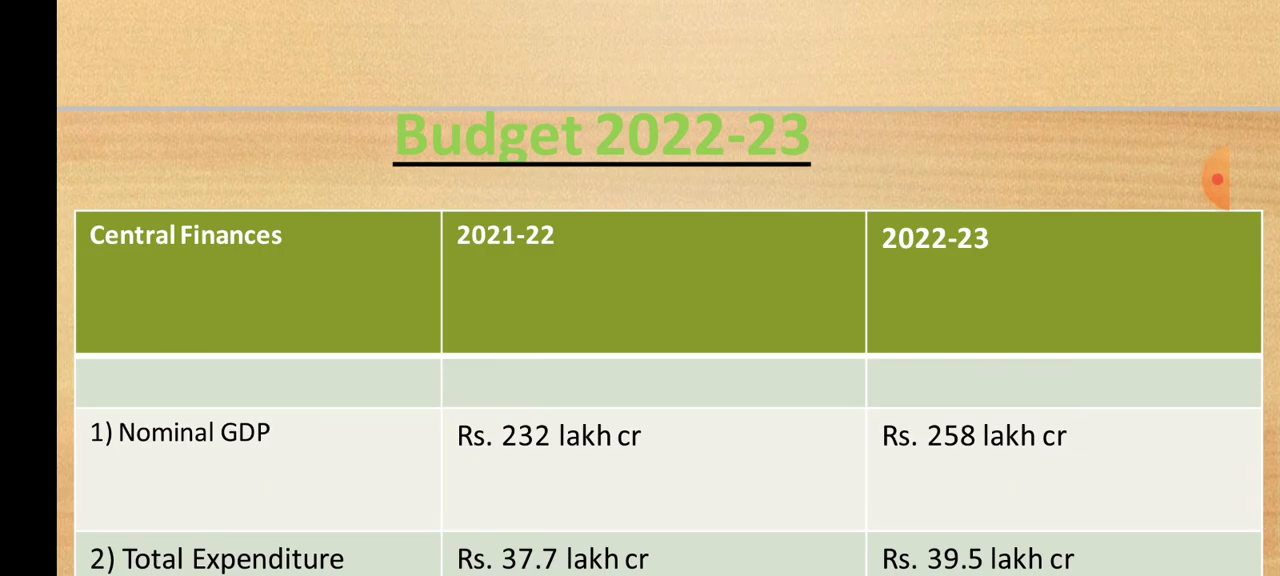 Budget 2022-23
Central Finances 2021-22 2022-23
1) Nominal GDP Rs. 232 lakh cr Rs. 258 lakh cr
2) Total Expenditure Rs. 37.7 lakh cr Rs. 39.5 lakh cr